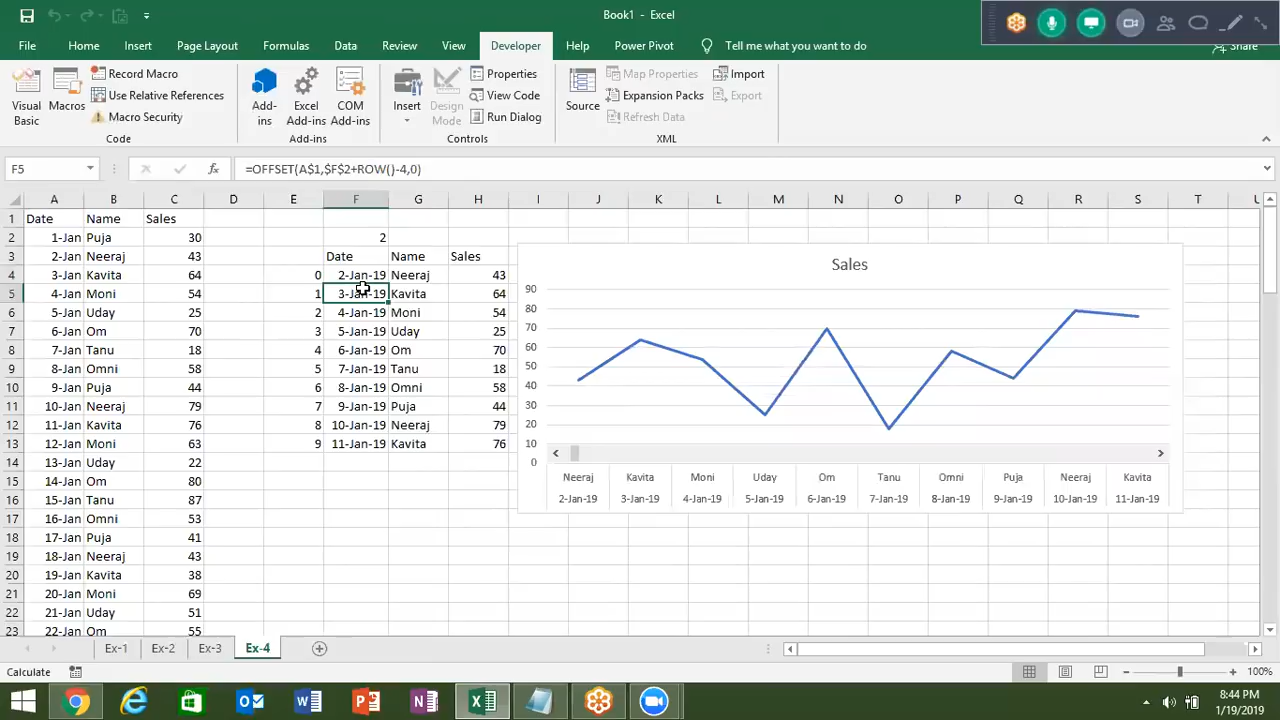 Book1 - Excel
File Home Insert Page Layout Formulas Data Review View Developer Help Power Pivot Tell me what you want to do Share
Visual Basic
Macros
Record Macro
Use Relative References
Macro Security
Code
Add-ins
Excel Add-ins
COM Add-ins
Add-ins
Insert
Design Mode
Properties
View Code
Run Dialog
Controls
Source
Map Properties
Expansion Packs
Refresh Data
Import
Export
XML
F5 fx =OFFSET(A$1,$F$2+ROW()-4,0)
A B C D E F G H I J K L M N O P Q R S T U
1 Date Name Sales
2 1-Jan Puja 30 2
3 2-Jan Neeraj 43 Date Name Sales
4 3-Jan Kavita 64 0 2-Jan-19 Neeraj 43
5 4-Jan Moni 54 1 3-Jan-19 Kavita 64
6 5-Jan Uday 25 2 4-Jan-19 Moni 54
7 6-Jan Om 70 3 5-Jan-19 Uday 25
8 7-Jan Tanu 18 4 6-Jan-19 Om 70
9 8-Jan Omni 58 5 7-Jan-19 Tanu 18
10 9-Jan Puja 44 6 8-Jan-19 Omni 58
11 10-Jan Neeraj 79 7 9-Jan-19 Puja 44
12 11-Jan Kavita 76 8 10-Jan-19 Neeraj 79
13 12-Jan Moni 63 9 11-Jan-19 Kavita 76
14 13-Jan Uday 22
15 14-Jan Om 80
16 15-Jan Tanu 87
17 16-Jan Omni 53
18 17-Jan Puja 41
19 18-Jan Neeraj 43
20 19-Jan Kavita 38
21 20-Jan Moni 69
22 21-Jan Uday 51
23 22-Jan Om 55
Sales
90
80
70
60
50
40
30
20
10
0
Neeraj Kavita Moni Uday Om Tanu Omni Puja Neeraj Kavita
2-Jan-19 3-Jan-19 4-Jan-19 5-Jan-19 6-Jan-19 7-Jan-19 8-Jan-19 9-Jan-19 10-Jan-19 11-Jan-19
Ex-1 Ex-2 Ex-3 Ex-4
Calculate 100%
8:44 PM
1/19/2019